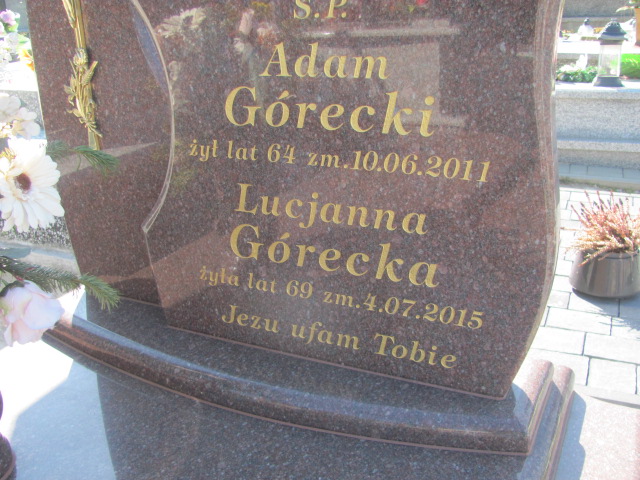 Ś.P.
Adam
Górecki
żył lat 64 zm.10.06.2011
Lucjanna
Górecka
żyła lat 69 zm.4.07.2015
Jezu ufam Tobie